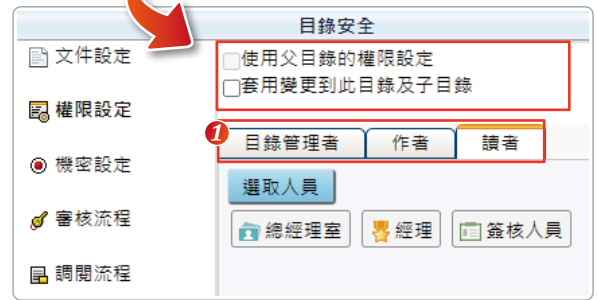 目錄安全
文件設定
權限設定
機密設定
審核流程
調閱流程
使用父目錄的權限設定
套用變更到此目錄及子目錄
1
目錄管理者 作者 讀者
選取人員
總經理室 經理 簽核人員